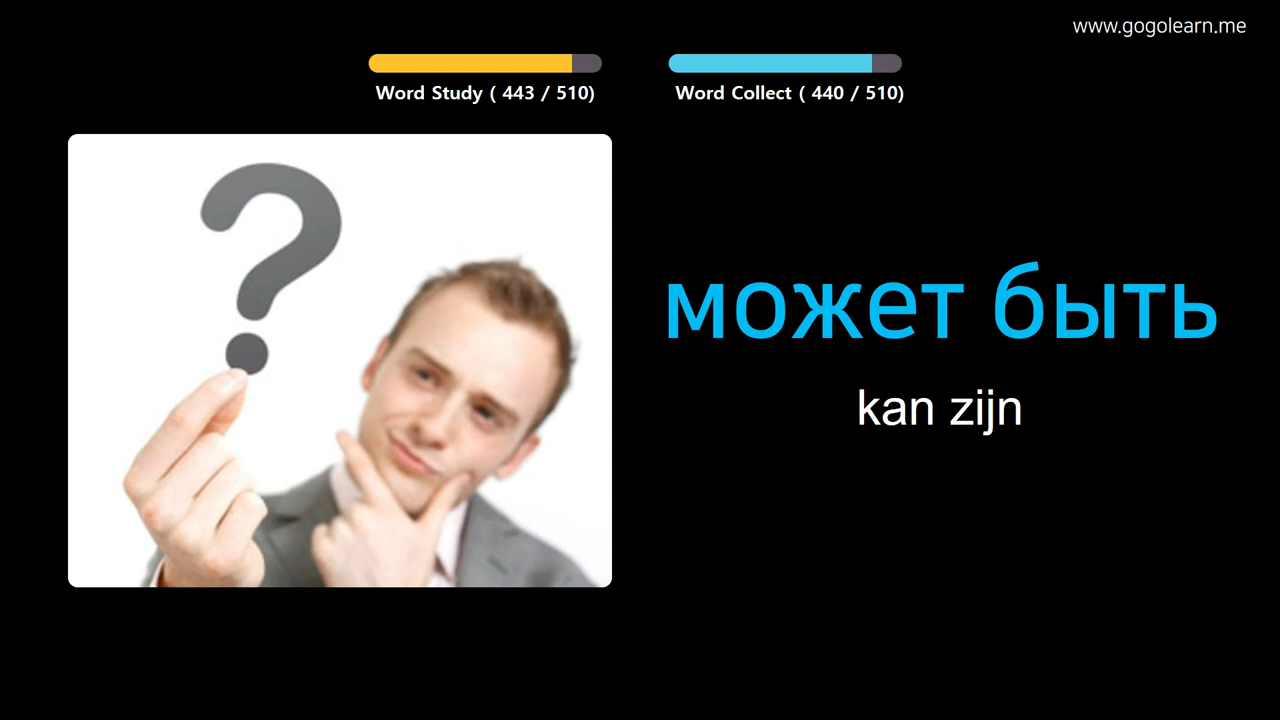 www.gogolearn.me
Word Study ( 443 / 510)
Word Collect ( 440 / 510)
?
может быть
kan zijn